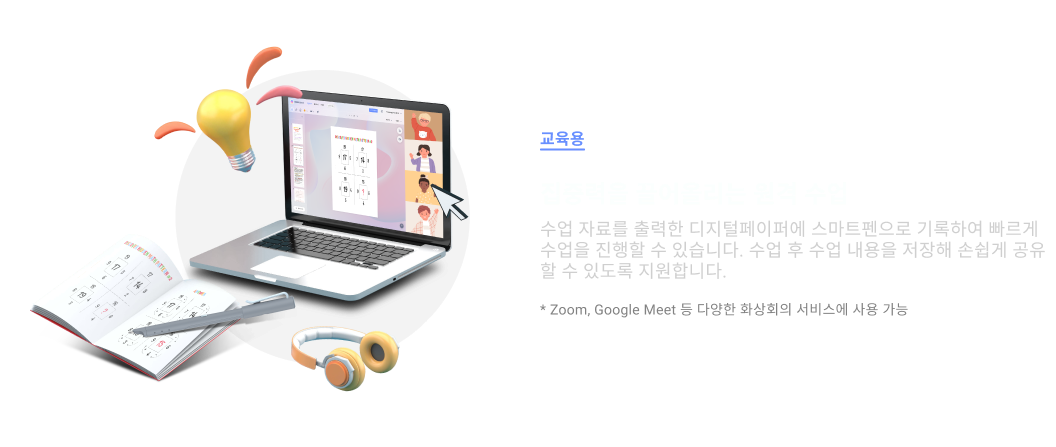 교육용
수업 자료를 출력한 디지털페이퍼에 스마트펜으로 기록하여 빠르게
수업을 진행할 수 있습니다. 수업 후 수업 내용을 저장해 손쉽게 공유
할 수 있도록 지원합니다.
* Zoom, Google Meet 등 다양한 화상회의 서비스에 사용 가능